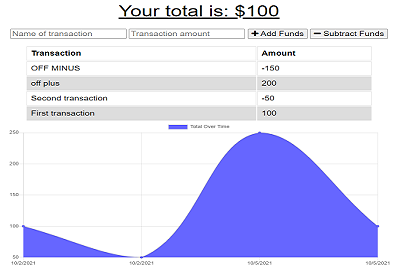 Your total is: $100
Name of transaction Transaction amount + Add Funds − Subtract Funds
Transaction Amount
OFF MINUS -150
off plus 200
Second transaction -50
First transaction 100
Total Over Time
250
200
150
100
50
10/2/2021 10/2/2021 10/5/2021 10/5/2021